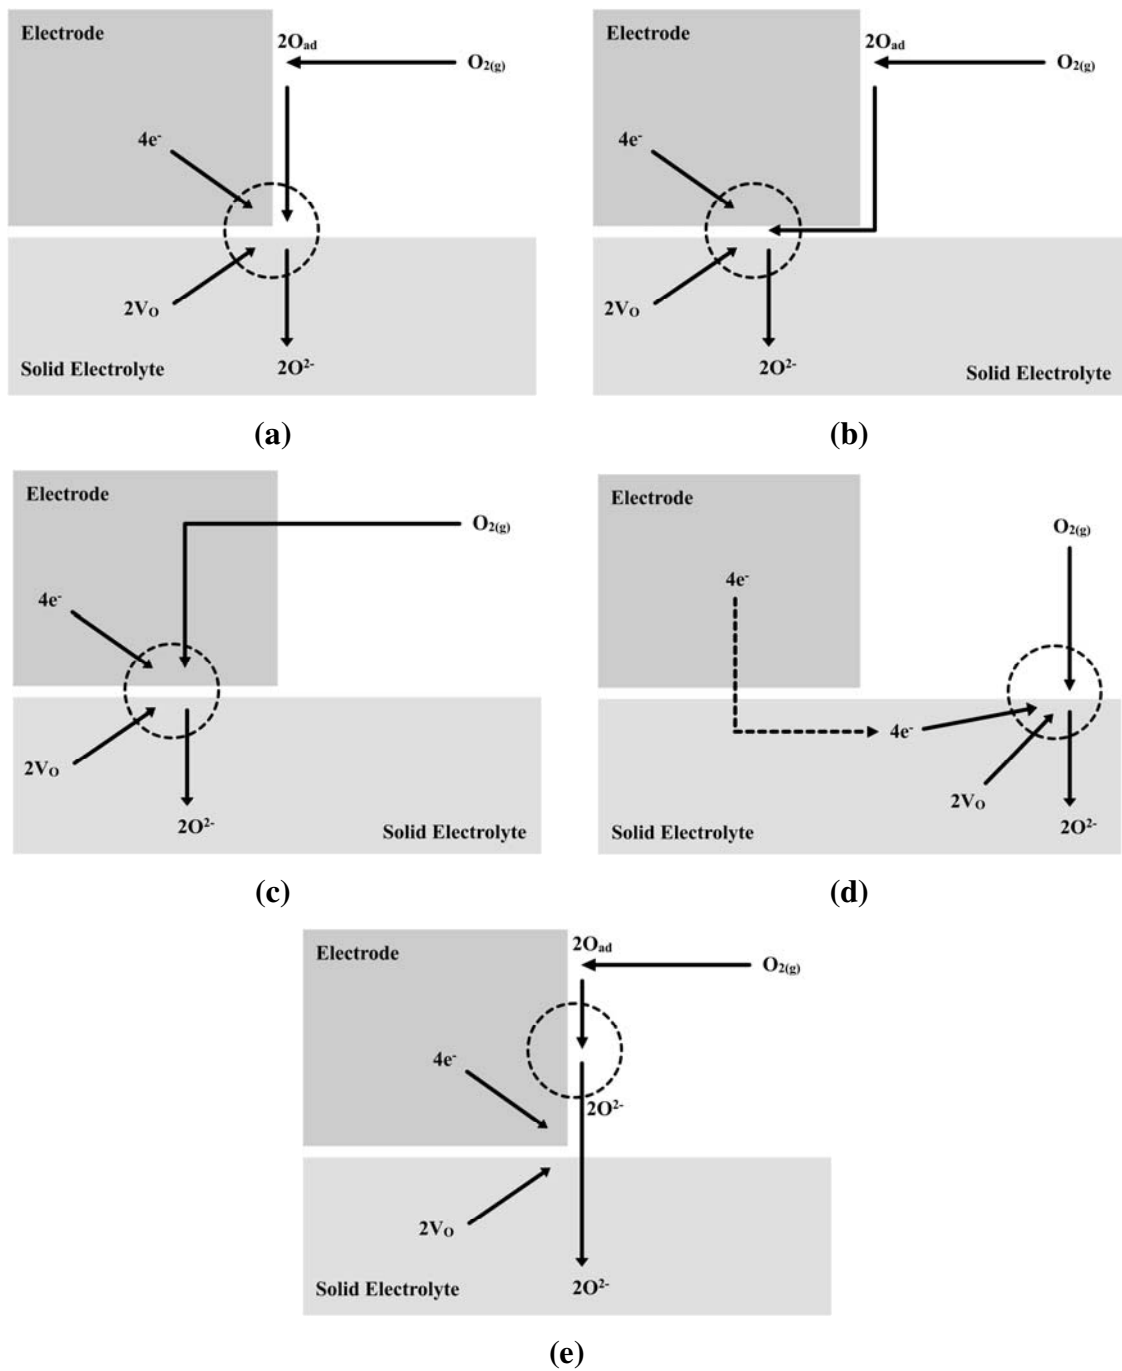 Electrode
2Oad
O2(g)
4e-
2VO
Solid Electrolyte
2O2-
(a)
Electrode
2Oad
O2(g)
4e-
2VO
2O2-
Solid Electrolyte
(b)
Electrode
O2(g)
4e-
2VO
2O2-
Solid Electrolyte
(c)
Electrode
O2(g)
4e-
4e-
2VO
Solid Electrolyte
2O2-
(d)
Electrode
2Oad
O2(g)
4e-
2O2-
2VO
Solid Electrolyte
2O2-
(e)